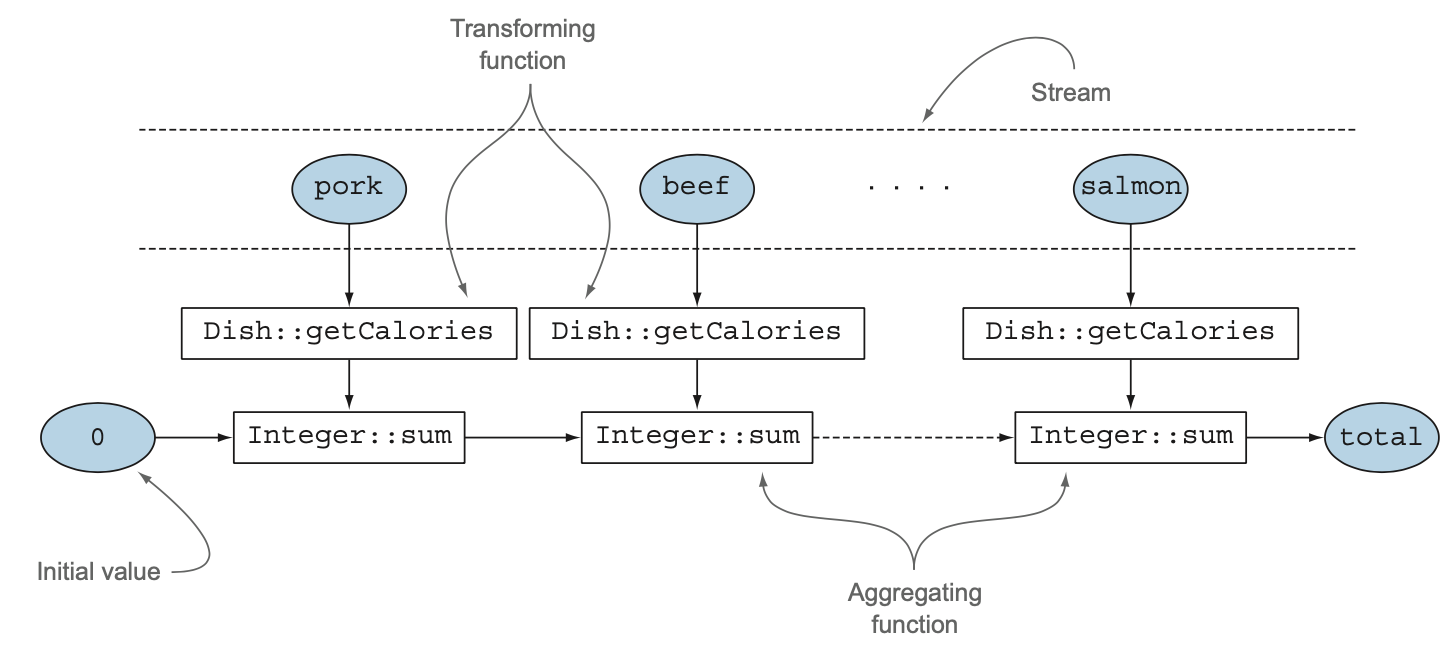 Transforming
function
Stream
pork
beef
. . . .
salmon
Dish::getCalories
Dish::getCalories
Dish::getCalories
0
Integer::sum
Integer::sum
Integer::sum
total
Initial value
Aggregating
function